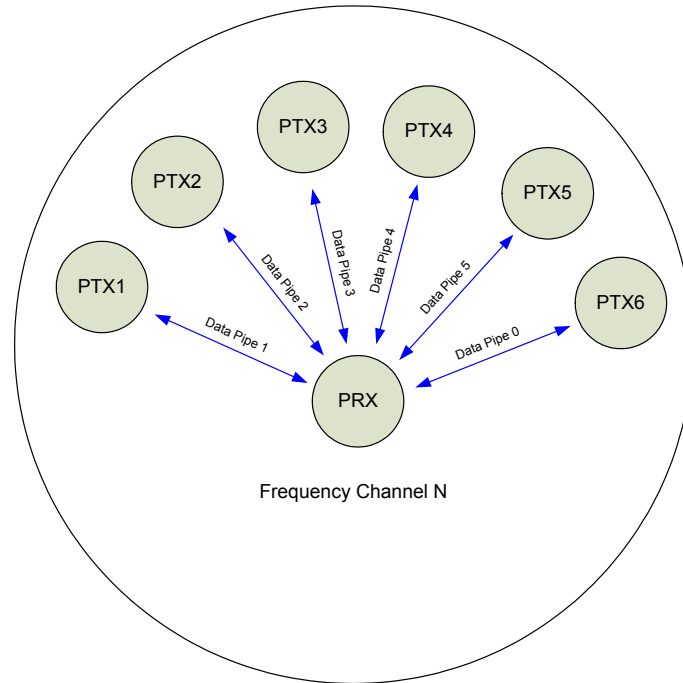 PTX3
PTX4
PTX2
PTX5
PTX1
PTX6
Data Pipe 1
Data Pipe 2
Data Pipe 3
Data Pipe 4
Data Pipe 5
Data Pipe 0
PRX
Frequency Channel N